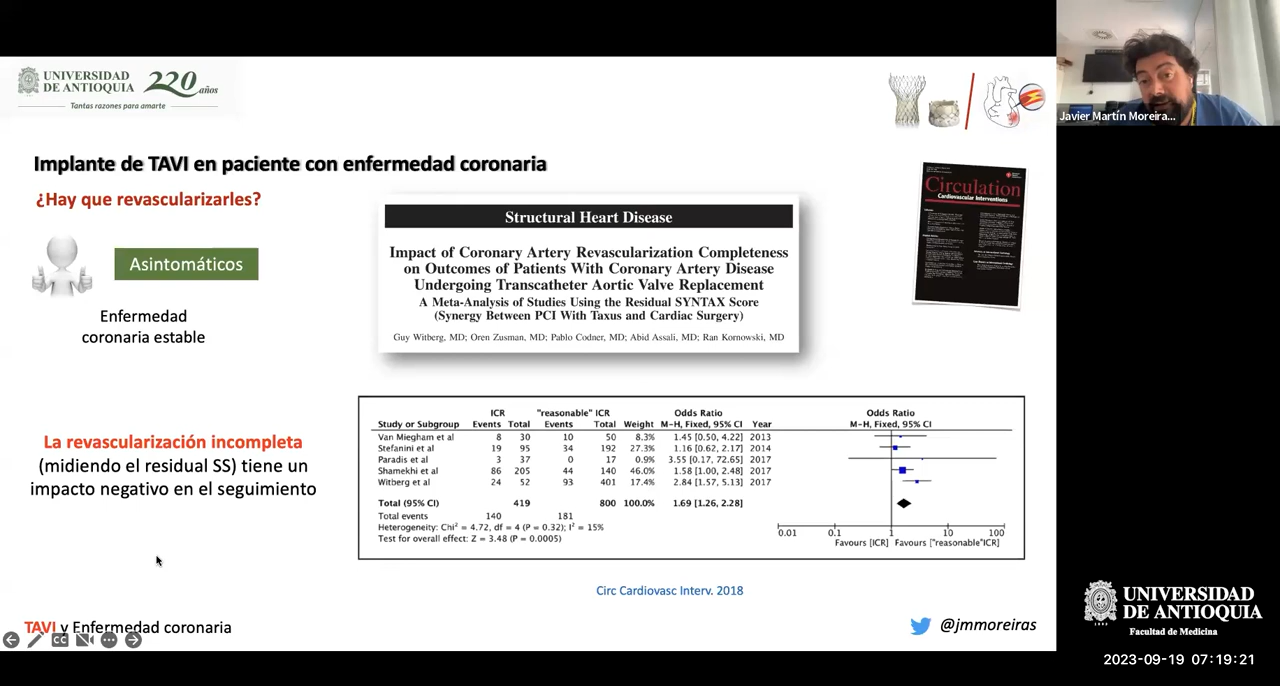 UNIVERSIDAD
DE ANTIOQUIA
220 años
Tantas razones para amarte
Javier Martín Moreira...
Implante de TAVI en paciente con enfermedad coronaria
¿Hay que revascularizarles?
Asintomáticos
Enfermedad
coronaria estable
Structural Heart Disease
Impact of Coronary Artery Revascularization Completeness
on Outcomes of Patients With Coronary Artery Disease
Undergoing Transcatheter Aortic Valve Replacement
A Meta-Analysis of Studies Using the Residual SYNTAX Score
(Synergy Between PCI With Taxus and Cardiac Surgery)
Guy Witberg, MD; Oren Zusman, MD; Pablo Codner, MD; Abid Assali, MD; Ran Kornowski, MD
Circulation
Cardiovascular Interventions
La revascularización incompleta
(midiendo el residual SS) tiene un
impacto negativo en el seguimiento
ICR "reasonable" ICR Odds Ratio Odds Ratio
Study or Subgroup Events Total Events Total Weight M-H, Fixed, 95% CI Year M-H, Fixed, 95% CI
Van Miegham et al 8 30 10 50 8.3% 1.45 [0.50, 4.22] 2013
Stefanini et al 19 95 34 192 27.3% 1.16 [0.62, 2.17] 2014
Paradis et al 3 37 0 17 0.9% 3.55 [0.17, 72.65] 2017
Shamekhi et al 86 205 44 140 46.0% 1.58 [1.00, 2.48] 2017
Witberg et al 24 52 93 401 17.4% 2.84 [1.57, 5.13] 2017
Total (95% CI) 419 800 100.0% 1.69 [1.26, 2.28]
Total events 140 181
Heterogeneity: Chi² = 4.72, df = 4 (P = 0.32); I² = 15%
Test for overall effect: Z = 3.48 (P = 0.0005)
0.01 0.1 1 10 100
Favours [ICR] Favours ["reasonable"ICR]
Circ Cardiovasc Interv. 2018
TAVI y Enfermedad coronaria
CC
@jmmoreiras
UNIVERSIDAD
DE ANTIOQUIA
1803
Facultad de Medicina
2023-09-19 07:19:21